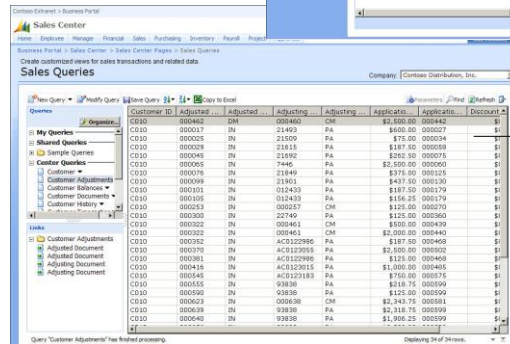 Contoso Extranet > Business Portal
Sales Center
Home Employee Manager Financial Sales Purchasing Inventory Payroll Project
Business Portal > Sales Center > Sales Center Pages > Sales Queries
Create customized views for sales transactions and related data.
Sales Queries
Company: Contoso Distribution, Inc.
New Query Modify Query Save Query Copy to Excel Parameters Find Refresh
Queries
Organize...
My Queries
Shared Queries
Sample Queries
Center Queries
Customer
Customer Adjustments
Customer Balances
Customer Documents
Customer History
Links
Customer Adjustments
Adjusted Document
Adjusted Document
Adjusting Document
Adjusting Document
Customer ID Adjusted ... Adjusted ... Adjusting ... Adjusting ... Applicatio... Applicatio... Discount
C010 000462 DM 000460 CM $2,500.00 000442
C010 000017 IN 21493 PA $600.00 000027
C010 000025 IN 21509 PA $75.00 000034
C010 000029 IN 21615 PA $187.50 000058
C010 000045 IN 21692 PA $262.50 000075
C010 000065 IN 7446 PA $2,500.00 000060
C010 000076 IN 21849 PA $375.00 000125
C010 000099 IN 21901 PA $437.50 000130
C010 000101 IN 012433 PA $187.50 000179
C010 000105 IN 012433 PA $156.25 000179
C010 000253 IN 000257 CM $125.00 000270
C010 000300 IN 22749 PA $125.00 000360
C010 000322 IN 000461 CM $500.00 000439
C010 000322 IN 000461 CM $2,000.00 000440
C010 000352 IN AC0122986 PA $187.50 000468
C010 000370 IN AC0123055 PA $2,500.00 000502
C010 000381 IN AC0122986 PA $125.00 000468
C010 000416 IN AC0123015 PA $1,000.00 000485
C010 000545 IN AC0123183 PA $750.00 000575
C010 000555 IN 93838 PA $218.75 000599
C010 000590 IN 93838 PA $125.00 000599
C010 000623 IN 000638 CM $2,343.75 000581
C010 000639 IN 93838 PA $2,318.75 000599
C010 000640 IN 93838 PA $1,906.25 000599
Query "Customer Adjustments" has finished processing.
Displaying 34 of 34 rows.